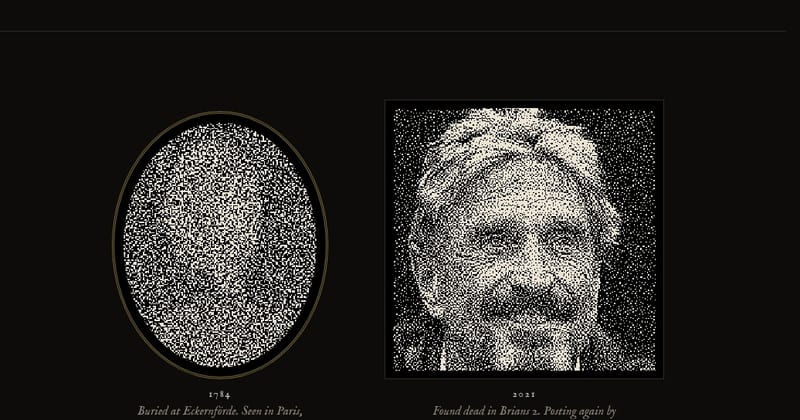 1784
Buried at Eckernförde. Seen in Paris,
2021
Found dead in Brians 2. Posting again by